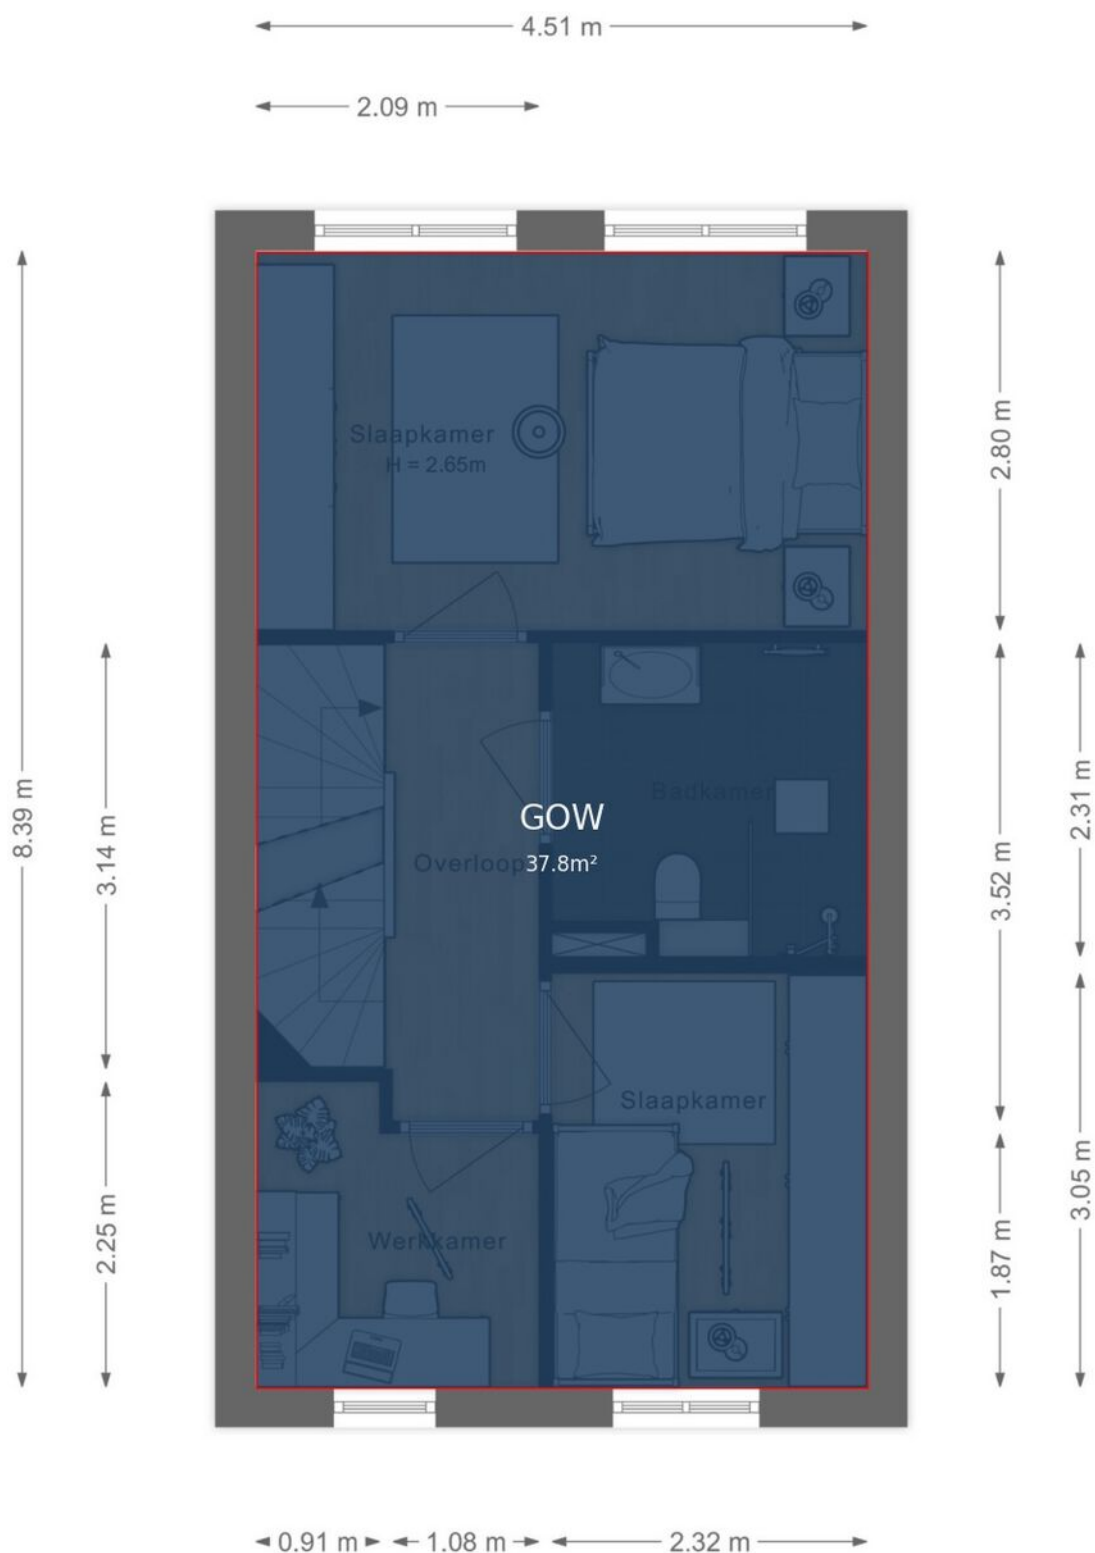 4.51 m
2.09 m
Slaapkamer
H = 2.65m
2.80 m
8.39 m
3.14 m
Badkamer
GOW
Overloop
37.8m²
3.52 m
2.31 m
Slaapkamer
2.25 m
Werkkamer
1.87 m
3.05 m
0.91 m
1.08 m
2.32 m